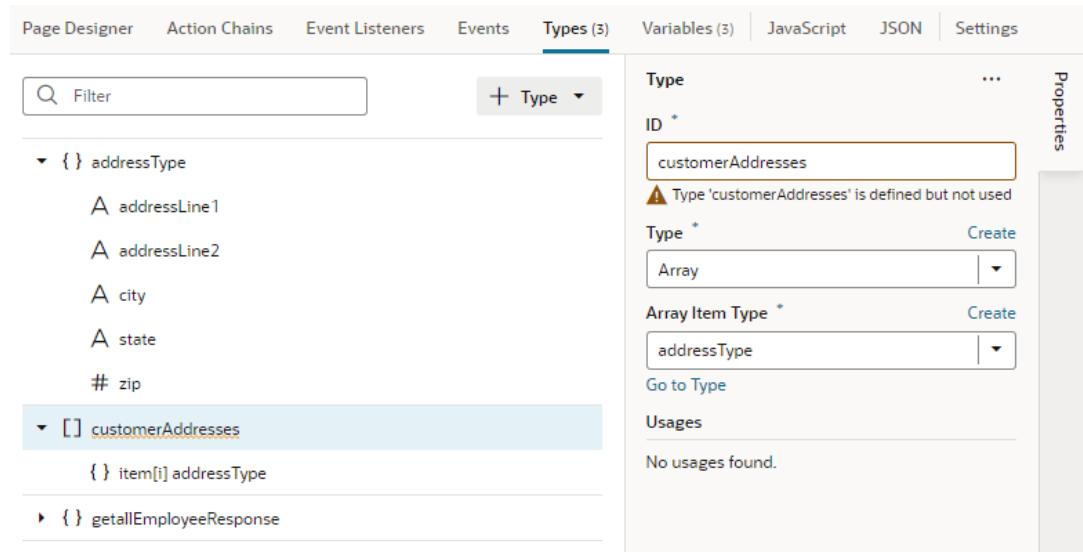 Page Designer Action Chains Event Listeners Events Types (3) Variables (3) JavaScript JSON Settings
Filter
+ Type
{ } addressType
A addressLine1
A addressLine2
A city
A state
# zip
[ ] customerAddresses
{ } item[i] addressType
{ } getallEmployeeResponse
Type ...
ID *
customerAddresses
Type 'customerAddresses' is defined but not used
Type * Create
Array
Array Item Type * Create
addressType
Go to Type
Usages
No usages found.
Properties